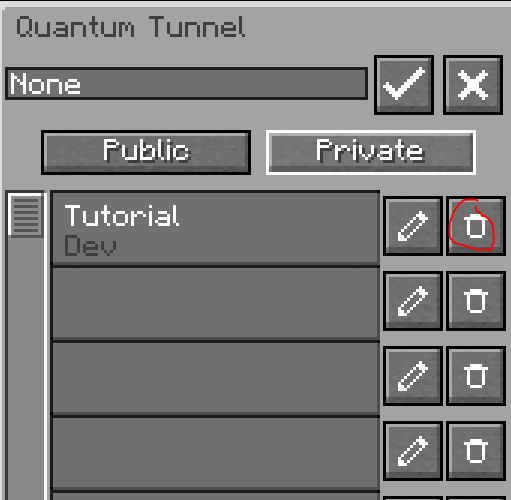 Quantum Tunnel
None
Public
Private
Tutorial
Dev